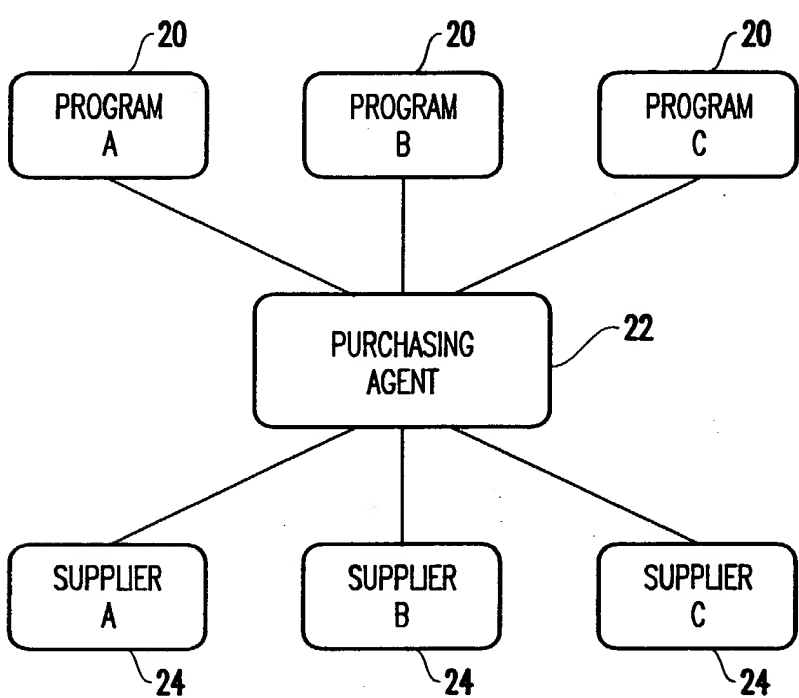 20
20
20
PROGRAM
A
PROGRAM
B
PROGRAM
C
PURCHASING
AGENT
22
SUPPLIER
A
SUPPLIER
B
SUPPLIER
C
24
24
24